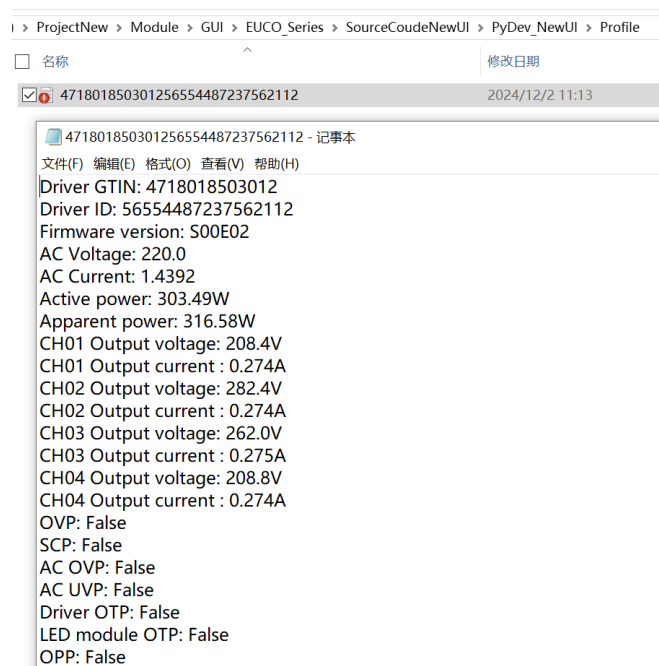 ProjectNew > Module > GUI > EUCO_Series > SourceCoudeNewUI > PyDev_NewUI > Profile
名称 修改日期
471801850301256554487237562112 2024/12/2 11:13
471801850301256554487237562112 - 记事本
文件(F) 编辑(E) 格式(O) 查看(V) 帮助(H)
Driver GTIN: 4718018503012
Driver ID: 56554487237562112
Firmware version: S00E02
AC Voltage: 220.0
AC Current: 1.4392
Active power: 303.49W
Apparent power: 316.58W
CH01 Output voltage: 208.4V
CH01 Output current : 0.274A
CH02 Output voltage: 282.4V
CH02 Output current : 0.274A
CH03 Output voltage: 262.0V
CH03 Output current : 0.275A
CH04 Output voltage: 208.8V
CH04 Output current : 0.274A
OVP: False
SCP: False
AC OVP: False
AC UVP: False
Driver OTP: False
LED module OTP: False
OPP: False